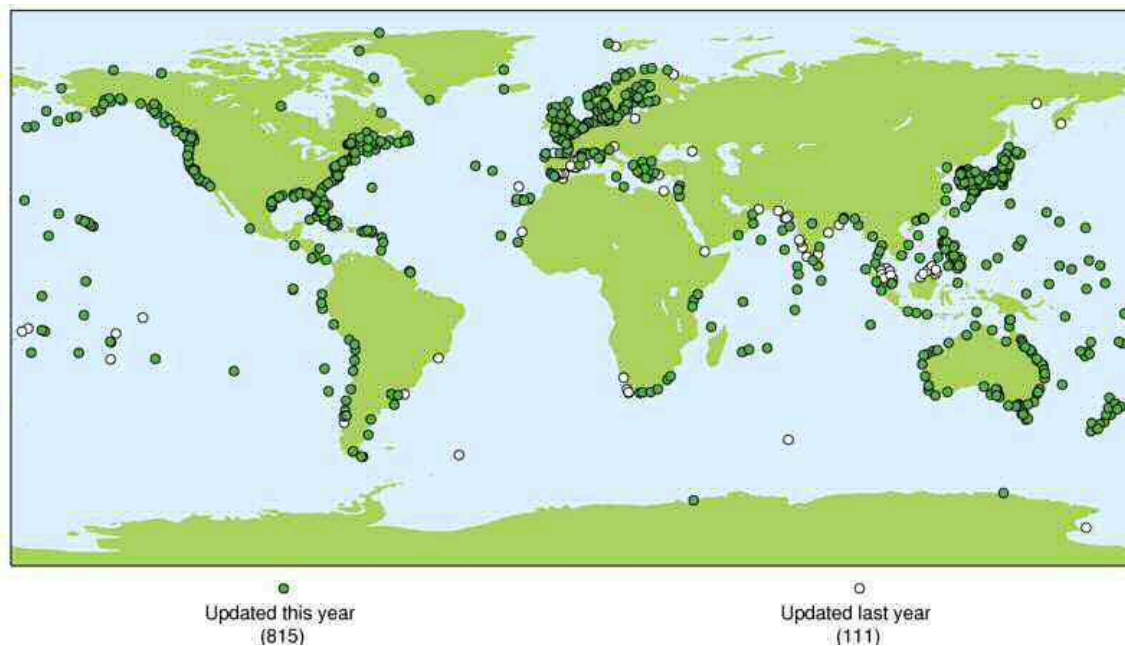 Updated this year
(815)
Updated last year
(111)